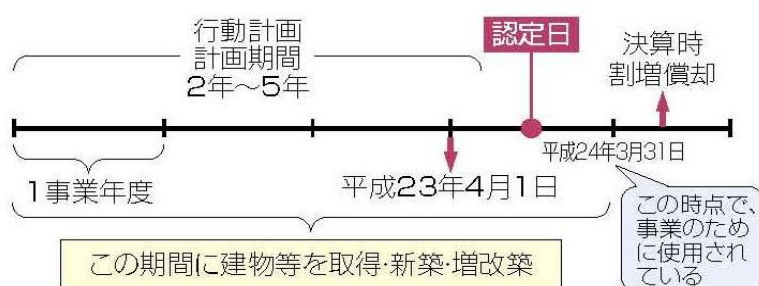 行動計画
計画期間
2年～5年
認定日
決算時
割増償却
1事業年度
平成23年4月1日
平成24年3月31日
この時点で、
事業のため
に使用され
ている
この期間に建物等を取得・新築・増改築